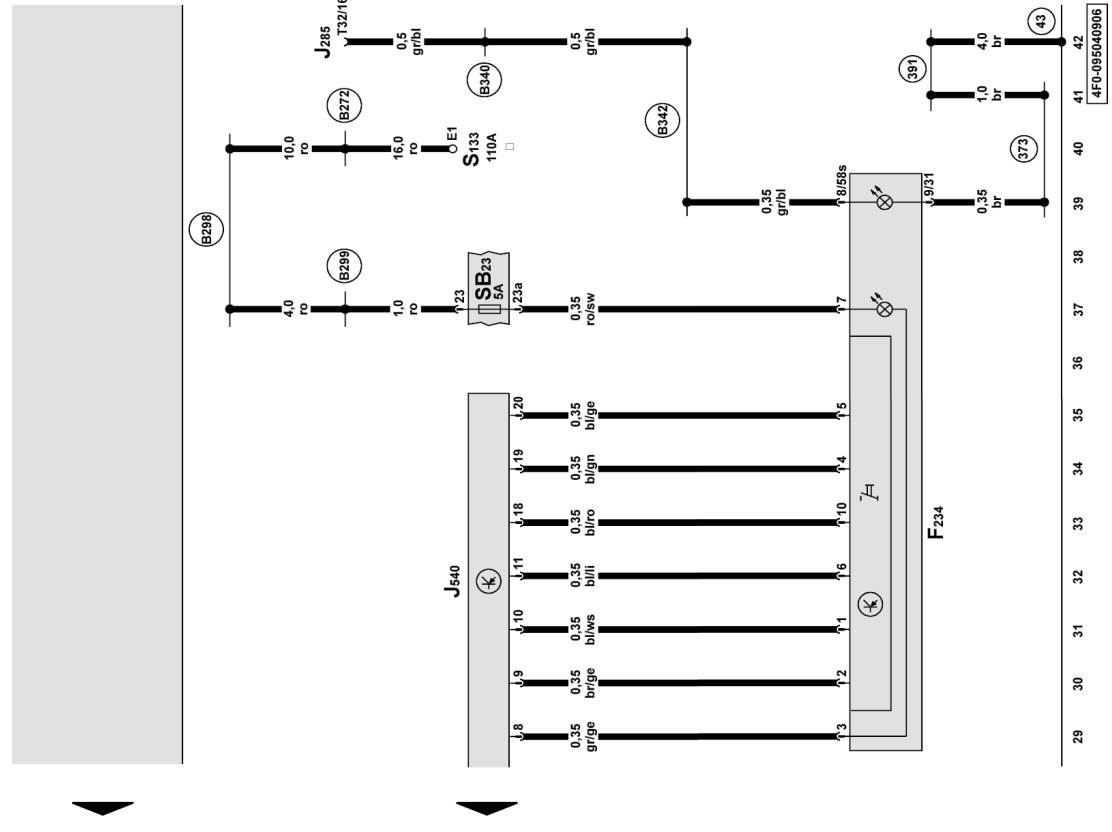 J285
T32/16
0,5
gr/bl
B340
0,5
gr/bl
B342
0,35
gr/bl
8/58s
9/31
0,35
br
373
1,0
br
391
4,0
br
43
B298
10,0
ro
B272
16,0
ro
E1
S133
110A
4,0
ro
B299
1,0
ro
23
SB23
5A
23a
0,35
ro/sw
7
J540
20
0,35
bl/ge
5
19
0,35
bl/gn
4
18
0,35
bl/ro
10
11
0,35
bl/li
6
10
0,35
bl/ws
1
9
0,35
br/ge
2
8
0,35
gr/ge
3
F234
29
30
31
32
33
34
35
36
37
38
39
40
41
42
4F0-095040906